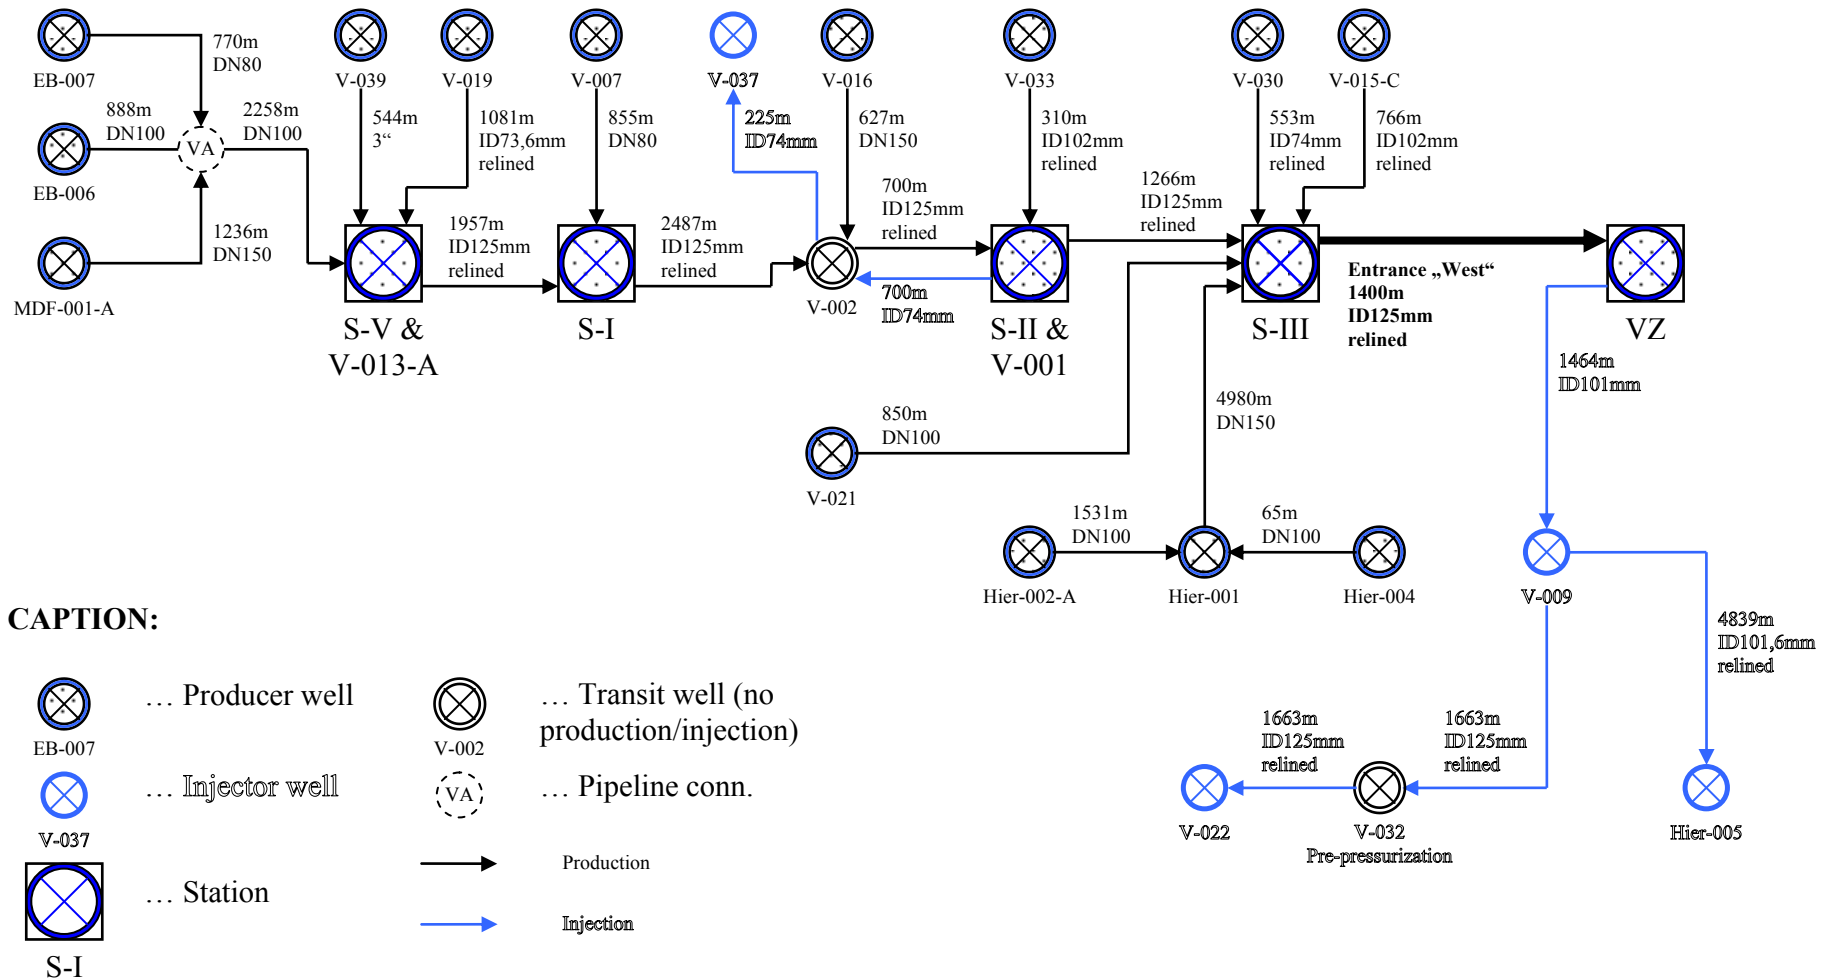 EB-007
770m
DN80
V-039
V-019
V-007
V-037
V-016
V-033
V-030
V-015-C
888m
DN100
VA
2258m
DN100
EB-006
544m
3“
1081m
ID73,6mm
relined
855m
DN80
225m
ID74mm
627m
DN150
310m
ID102mm
relined
553m
ID74mm
relined
766m
ID102mm
relined
MDF-001-A
1236m
DN150
S-V &
V-013-A
1957m
ID125mm
relined
S-I
2487m
ID125mm
relined
V-002
700m
ID125mm
relined
700m
ID74mm
S-II &
V-001
1266m
ID125mm
relined
S-III
Entrance „West“
1400m
ID125mm
relined
VZ
1464m
ID101mm
850m
DN100
V-021
4980m
DN150
1531m
DN100
65m
DN100
Hier-002-A
Hier-001
Hier-004
V-009
4839m
ID101,6mm
relined
1663m
ID125mm
relined
1663m
ID125mm
relined
V-022
V-032
Pre-pressurization
Hier-005
CAPTION:
EB-007
… Producer well
V-002
… Transit well (no
production/injection)
V-037
… Injector well
VA
… Pipeline conn.
S-I
… Station
Production
Injection